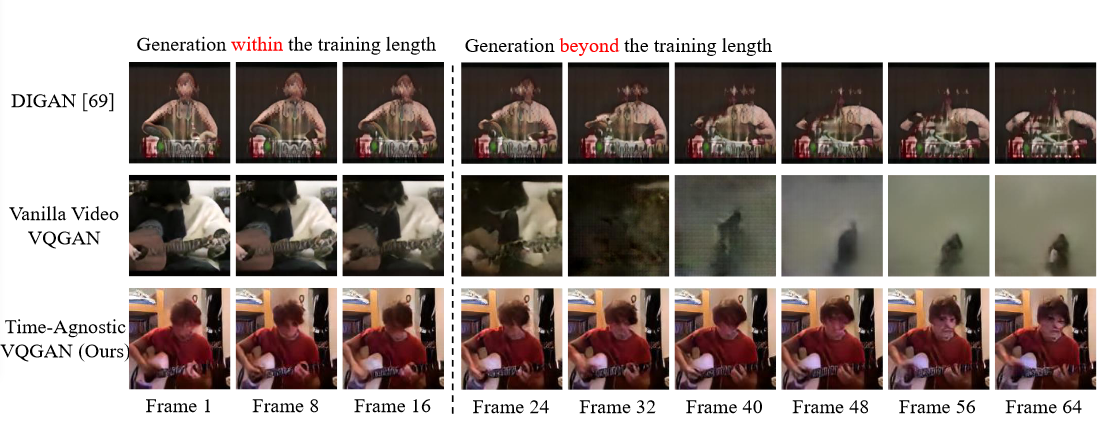 Generation within the training length
Generation beyond the training length
DIGAN [69]
Vanilla Video
VQGAN
Time-Agnostic
VQGAN (Ours)
Frame 1
Frame 8
Frame 16
Frame 24
Frame 32
Frame 40
Frame 48
Frame 56
Frame 64